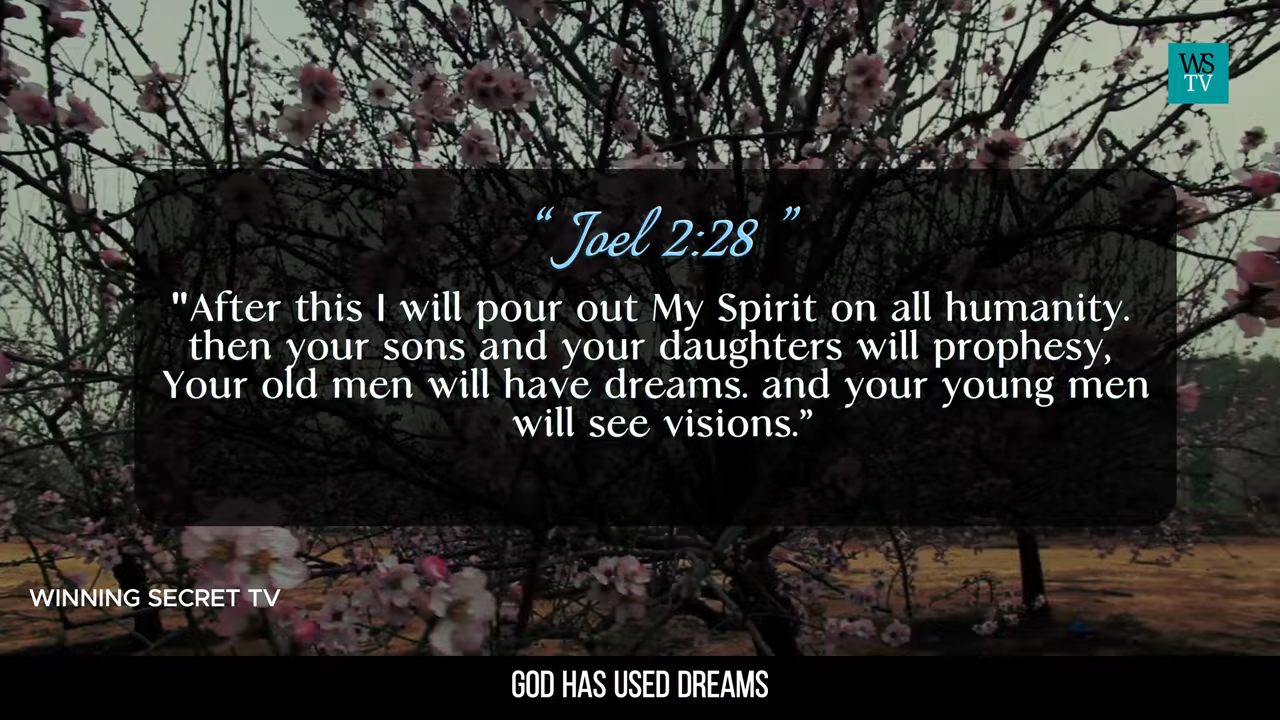 WS
TV
“ Joel 2:28 ”
"After this I will pour out My Spirit on all humanity.
then your sons and your daughters will prophesy,
Your old men will have dreams. and your young men
will see visions.”
WINNING SECRET TV
GOD HAS USED DREAMS